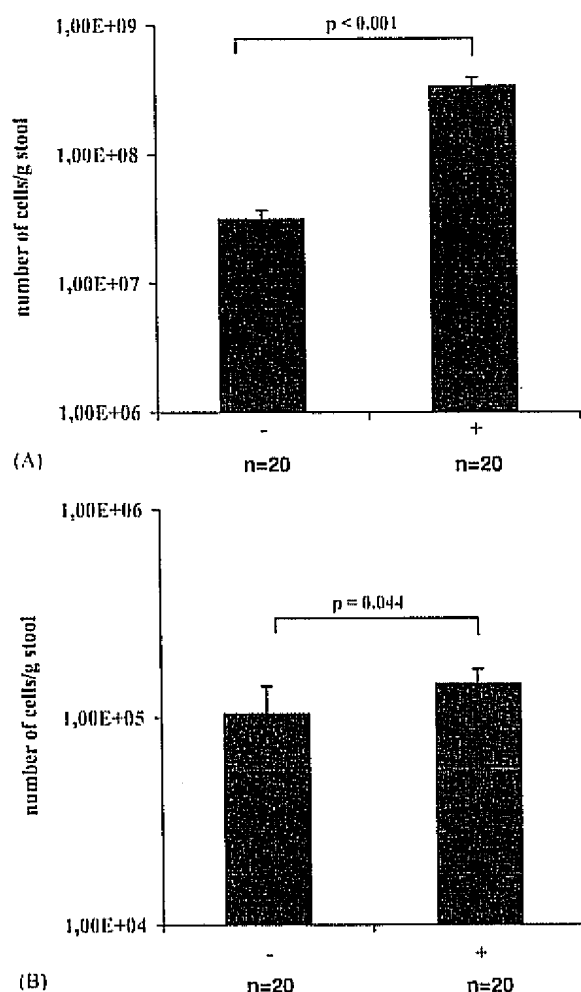 1,00E+09
p < 0.001
1,00E+08
number of cells/g stool
1,00E+07
1,00E+06
- +
(A) n=20 n=20
1,00E+06
p = 0.044
number of cells/g stool
1,00E+05
1,00E+04
- +
(B) n=20 n=20